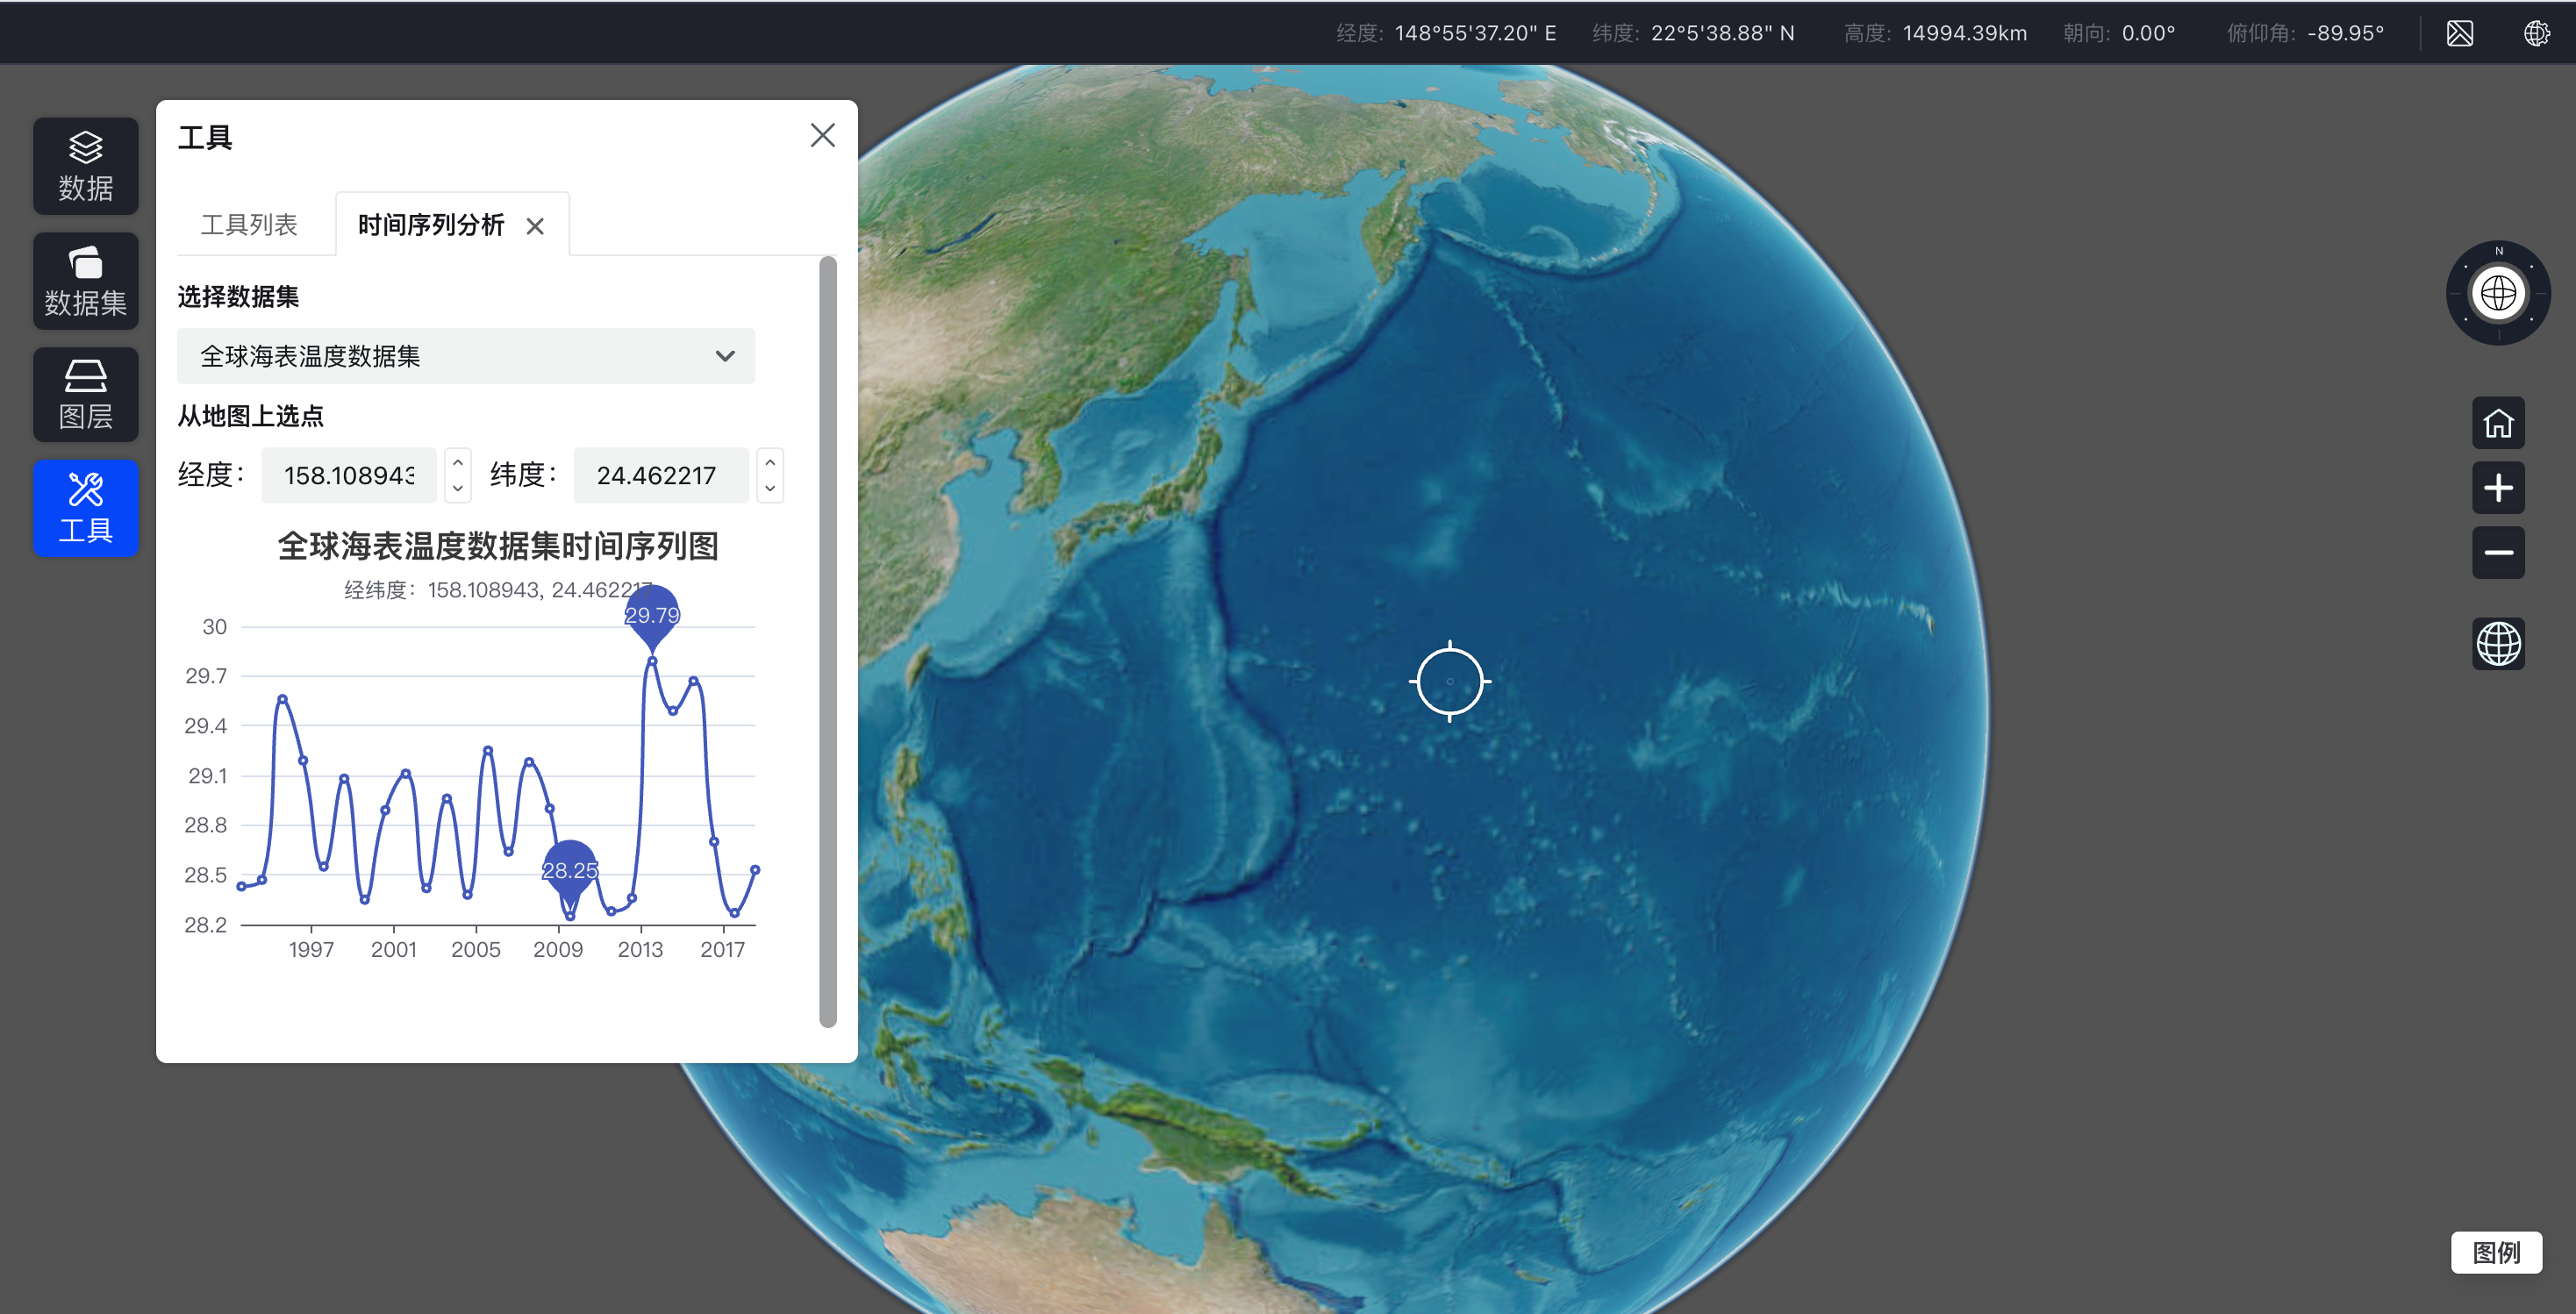 经度: 148°55'37.20" E 纬度: 22°5'38.88" N 高度: 14994.39km 朝向: 0.00° 俯仰角: -89.95°
数据
数据集
图层
工具
工具
工具列表 时间序列分析
选择数据集
全球海表温度数据集
从地图上选点
经度： 158.108943 纬度： 24.462217
全球海表温度数据集时间序列图
经纬度：158.108943, 24.462217
29.79
28.25
30
29.7
29.4
29.1
28.8
28.5
28.2
1997 2001 2005 2009 2013 2017
N
图例